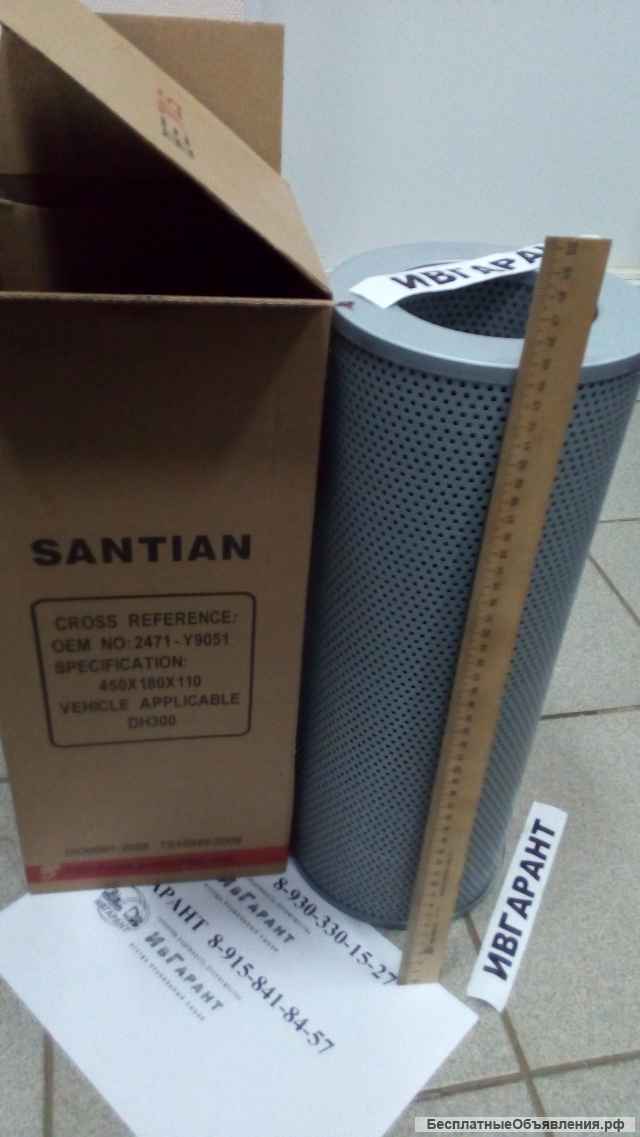 ИВГАРАНТ
SANTIAN
CROSS REFERENCE:
OEM NO: 2471-Y9051
SPECIFICATION:
450X180X110
VEHICLE APPLICABLE
DH300
ИВГАРАНТ
8-930-330-15-27
ИВГАРАНТ
ГАРАНТ 8-915-841-84-57
ИВГАРАНТ
ИВГАРАНТ
БесплатныеОбъявления.рф